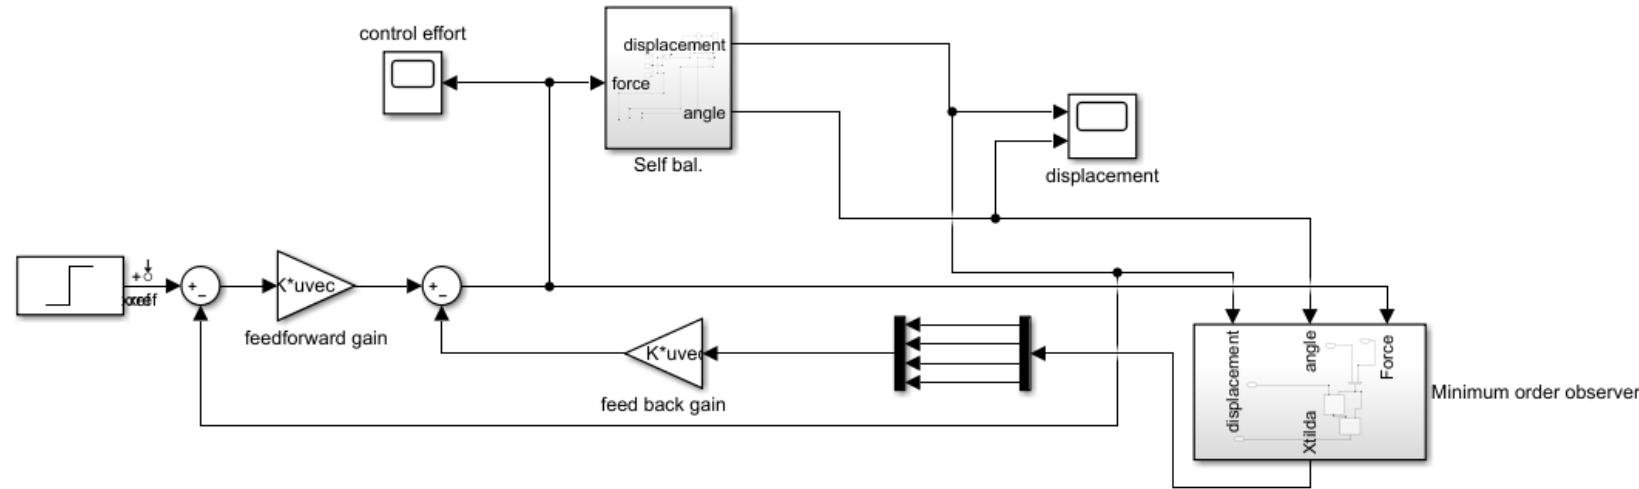 control effort
displacement
force
angle
Self bal.
displacement
K*uvec
feedforward gain
K*uvec
feed back gain
displacement
angle
Force
Xtilda
Minimum order observer